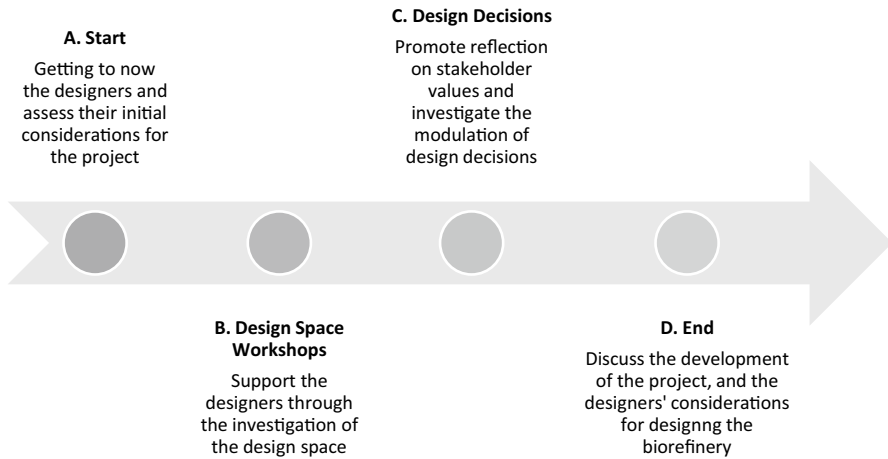 A. Start
Getting to now
the designers and
assess their initial
considerations for
the project
B. Design Space
Workshops
Support the
designers through
the investigation of
the design space
C. Design Decisions
Promote reflection
on stakeholder
values and
investigate the
modulation of
design decisions
D. End
Discuss the development
of the project, and the
designers' considerations
for designng the
biorefinery